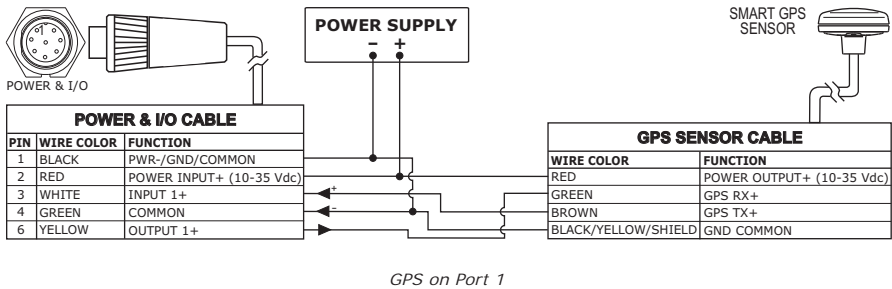 POWER SUPPLY
– +
SMART GPS
SENSOR
1
POWER & I/O
POWER & I/O CABLE
PIN WIRE COLOR FUNCTION
1 BLACK PWR-/GND/COMMON
2 RED POWER INPUT+ (10-35 Vdc)
3 WHITE INPUT 1+
4 GREEN COMMON
6 YELLOW OUTPUT 1+
+
-
GPS SENSOR CABLE
WIRE COLOR FUNCTION
RED POWER OUTPUT+ (10-35 Vdc)
GREEN GPS RX+
BROWN GPS TX+
BLACK/YELLOW/SHIELD GND COMMON
GPS on Port 1